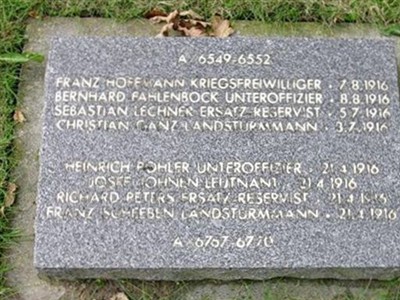 A 6549-6552
FRANZ HOFFMANN KRIEGSFREIWILLIGER · 7.8.1916
BERNHARD FAHLENBOCK UNTEROFFIZIER · 8.8.1916
SEBASTIAN LECHNER ERSATZ RESERVIST · 5.7.1916
CHRISTIAN GANZ LANDSTURMMANN · 3.7.1916
HEINRICH POHLER UNTEROFFIZIER · 21.4.1916
JOSEF JOHNEN LEUTNANT · 21.4.1916
RICHARD PETERS ERSATZ RESERVIST · 21.4.1916
FRANZ SCHEEBEN LANDSTURMMANN · 21.4.1916
A 6767-6770